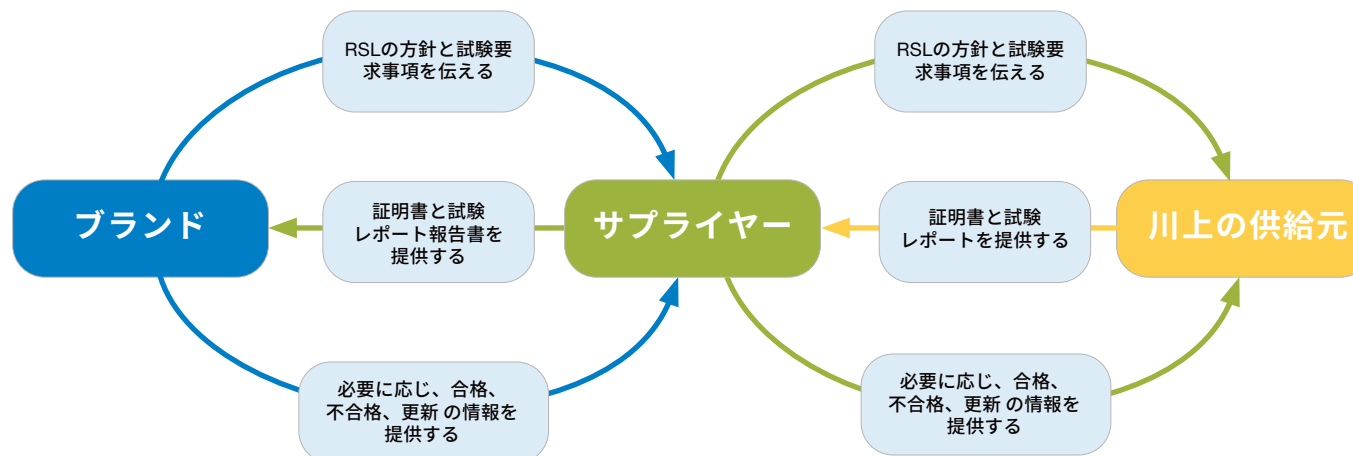 RSLの方針と試験要
求事項を伝える
RSLの方針と試験要
求事項を伝える
ブランド
証明書と試験
レポート報告書を
提供する
サプライヤー
証明書と試験
レポートを提供する
川上の供給元
必要に応じ、合格、
不合格、更新 の情報を
提供する
必要に応じ、合格、
不合格、更新 の情報を
提供する